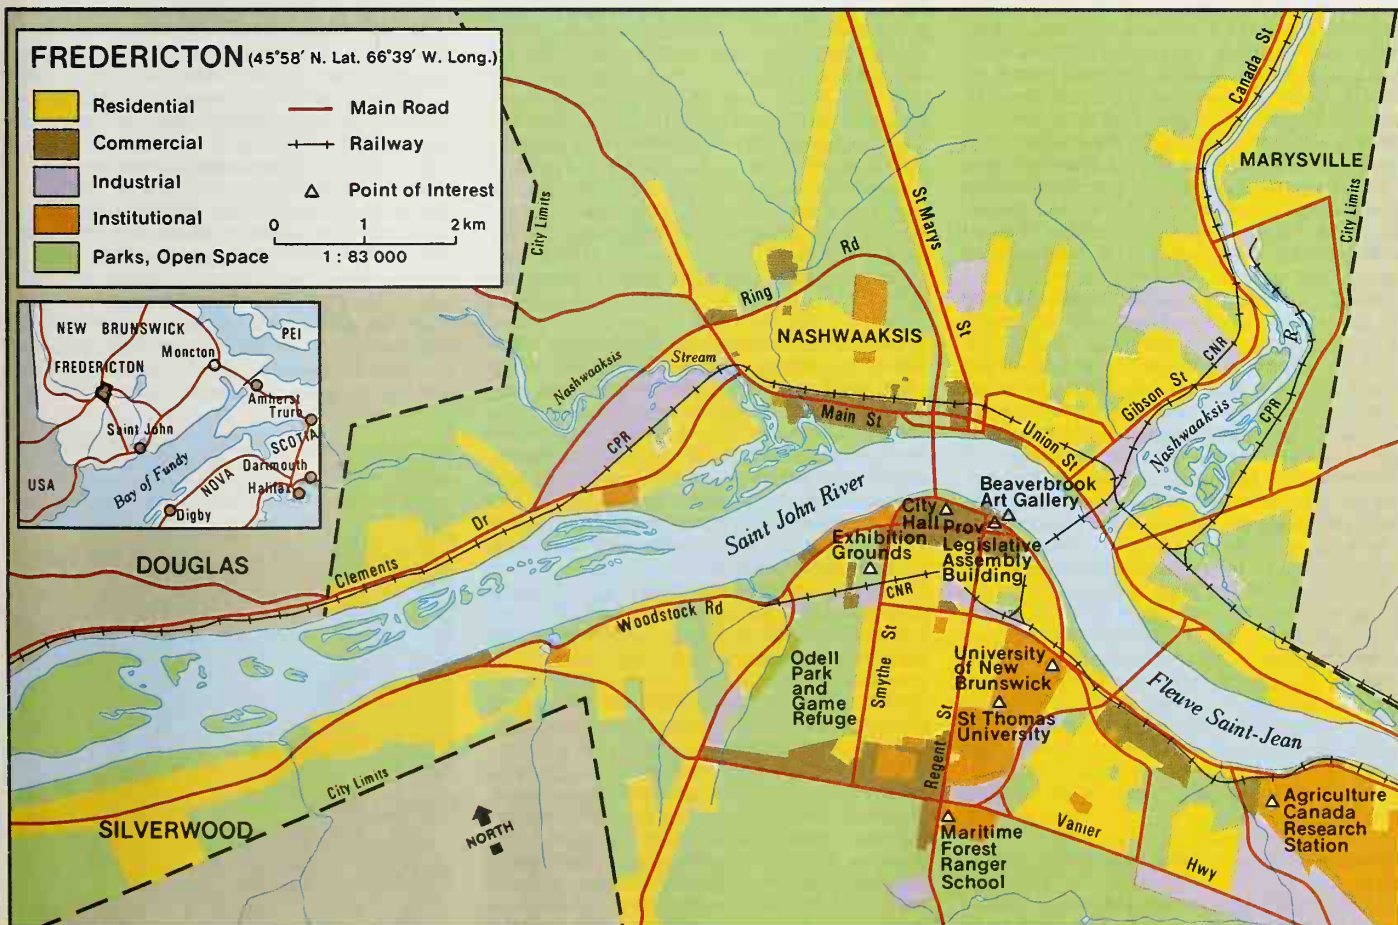 FREDERICTON (45°58′ N. Lat. 66°39′ W. Long.)
Residential
Commercial
Industrial
Institutional
Parks, Open Space
Main Road
Railway
Point of Interest
0 1 2 km
1 : 83 000
NEW BRUNSWICK
PEI
Moncton
FREDERICTON
Amherst
Truro
Saint John
SCOTIA
Bay of Fundy
NOVA
Dartmouth
Halifax
USA
Digby
City Limits
Canada St
MARYSVILLE
City Limits
St Marys St
Ring Rd
NASHWAAKSIS
Nashwaaksis Stream
CNR
Gibson St
Nashwaaksis R.
CPR
Main St
Union St
CPR
Saint John River
Beaverbrook
Art Gallery
City
Hall
Prov
Legislative
Assembly
Building
Exhibition
Grounds
CNR
Clements Dr
DOUGLAS
Woodstock Rd
Odell
Park
and
Game
Refuge
Smythe St
University
of New
Brunswick
St Thomas
University
Regent St
Fleuve Saint-Jean
City Limits
SILVERWOOD
NORTH
Maritime
Forest
Ranger
School
Vanier Hwy
Agriculture
Canada
Research
Station